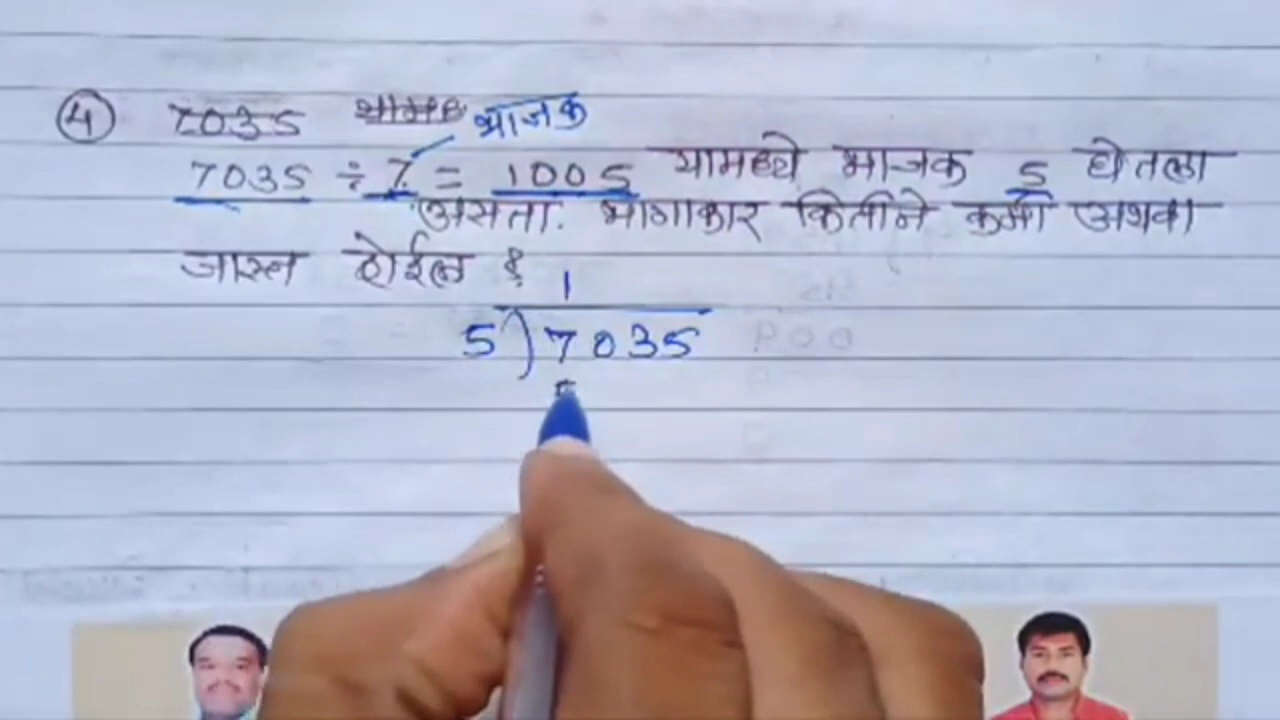 ④ 7035
भाजक
7035 ÷ 7 = 1005 यामध्ये भाजक 5 घेतला
असता. भागाकार कितीने कमी अथवा
जास्त होईल ?
1
5) 7035